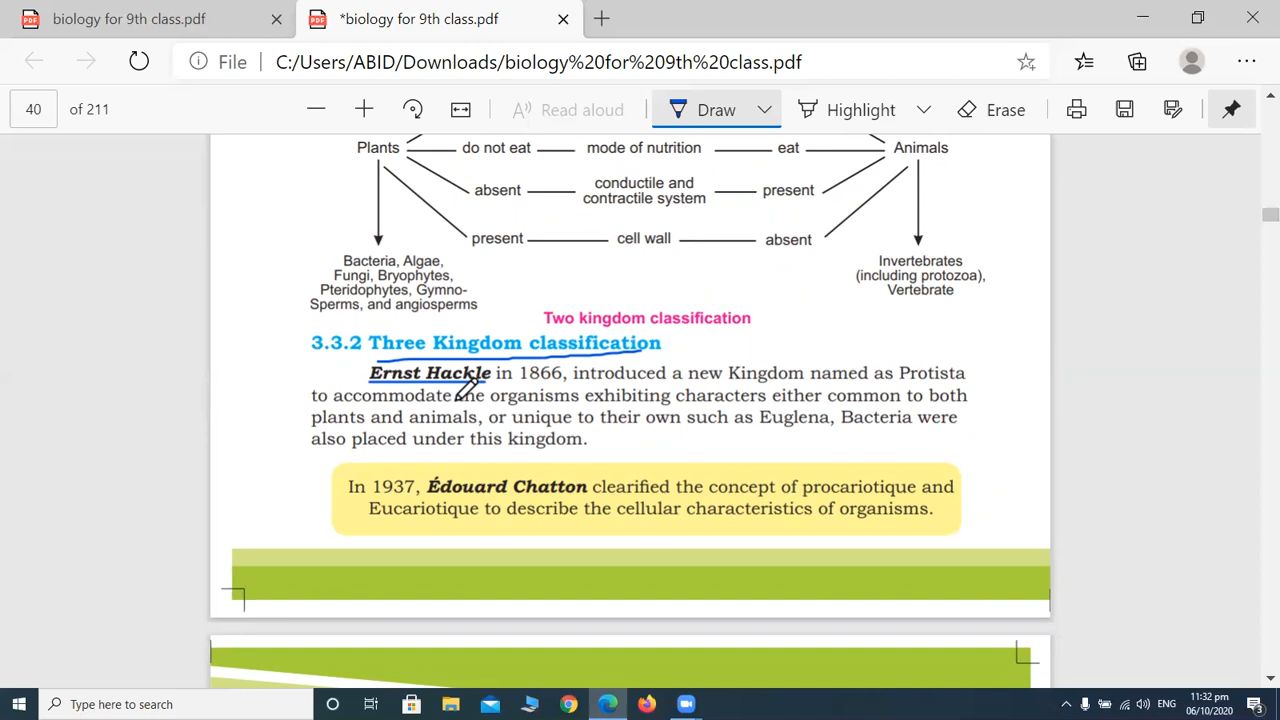 biology for 9th class.pdf
*biology for 9th class.pdf
File
C:/Users/ABID/Downloads/biology%20for%209th%20class.pdf
40 of 211
Read aloud
Draw
Highlight
Erase
Plants do not eat mode of nutrition eat Animals
absent conductile and present
contractile system
present cell wall absent
Bacteria, Algae,
Fungi, Bryophytes,
Pteridophytes, Gymno-
Sperms, and angiosperms
Invertebrates
(including protozoa),
Vertebrate
Two kingdom classification
3.3.2 Three Kingdom classification
Ernst Hackle in 1866, introduced a new Kingdom named as Protista
to accommodate the organisms exhibiting characters either common to both
plants and animals, or unique to their own such as Euglena, Bacteria were
also placed under this kingdom.
In 1937, Édouard Chatton clearified the concept of procariotique and
Eucariotique to describe the cellular characteristics of organisms.
Type here to search
ENG
11:32 pm
06/10/2020
3